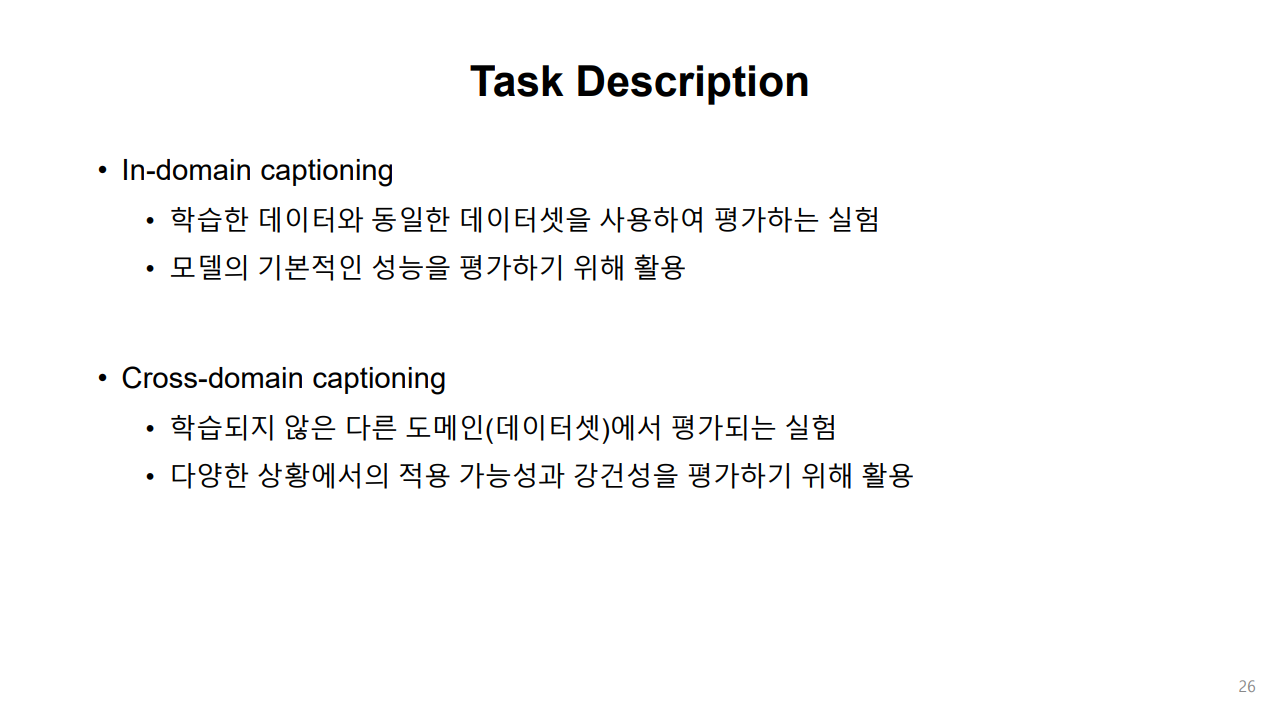 Task Description
• In-domain captioning
• 학습한 데이터와 동일한 데이터셋을 사용하여 평가하는 실험
• 모델의 기본적인 성능을 평가하기 위해 활용
• Cross-domain captioning
• 학습되지 않은 다른 도메인(데이터셋)에서 평가되는 실험
• 다양한 상황에서의 적용 가능성과 강건성을 평가하기 위해 활용
26